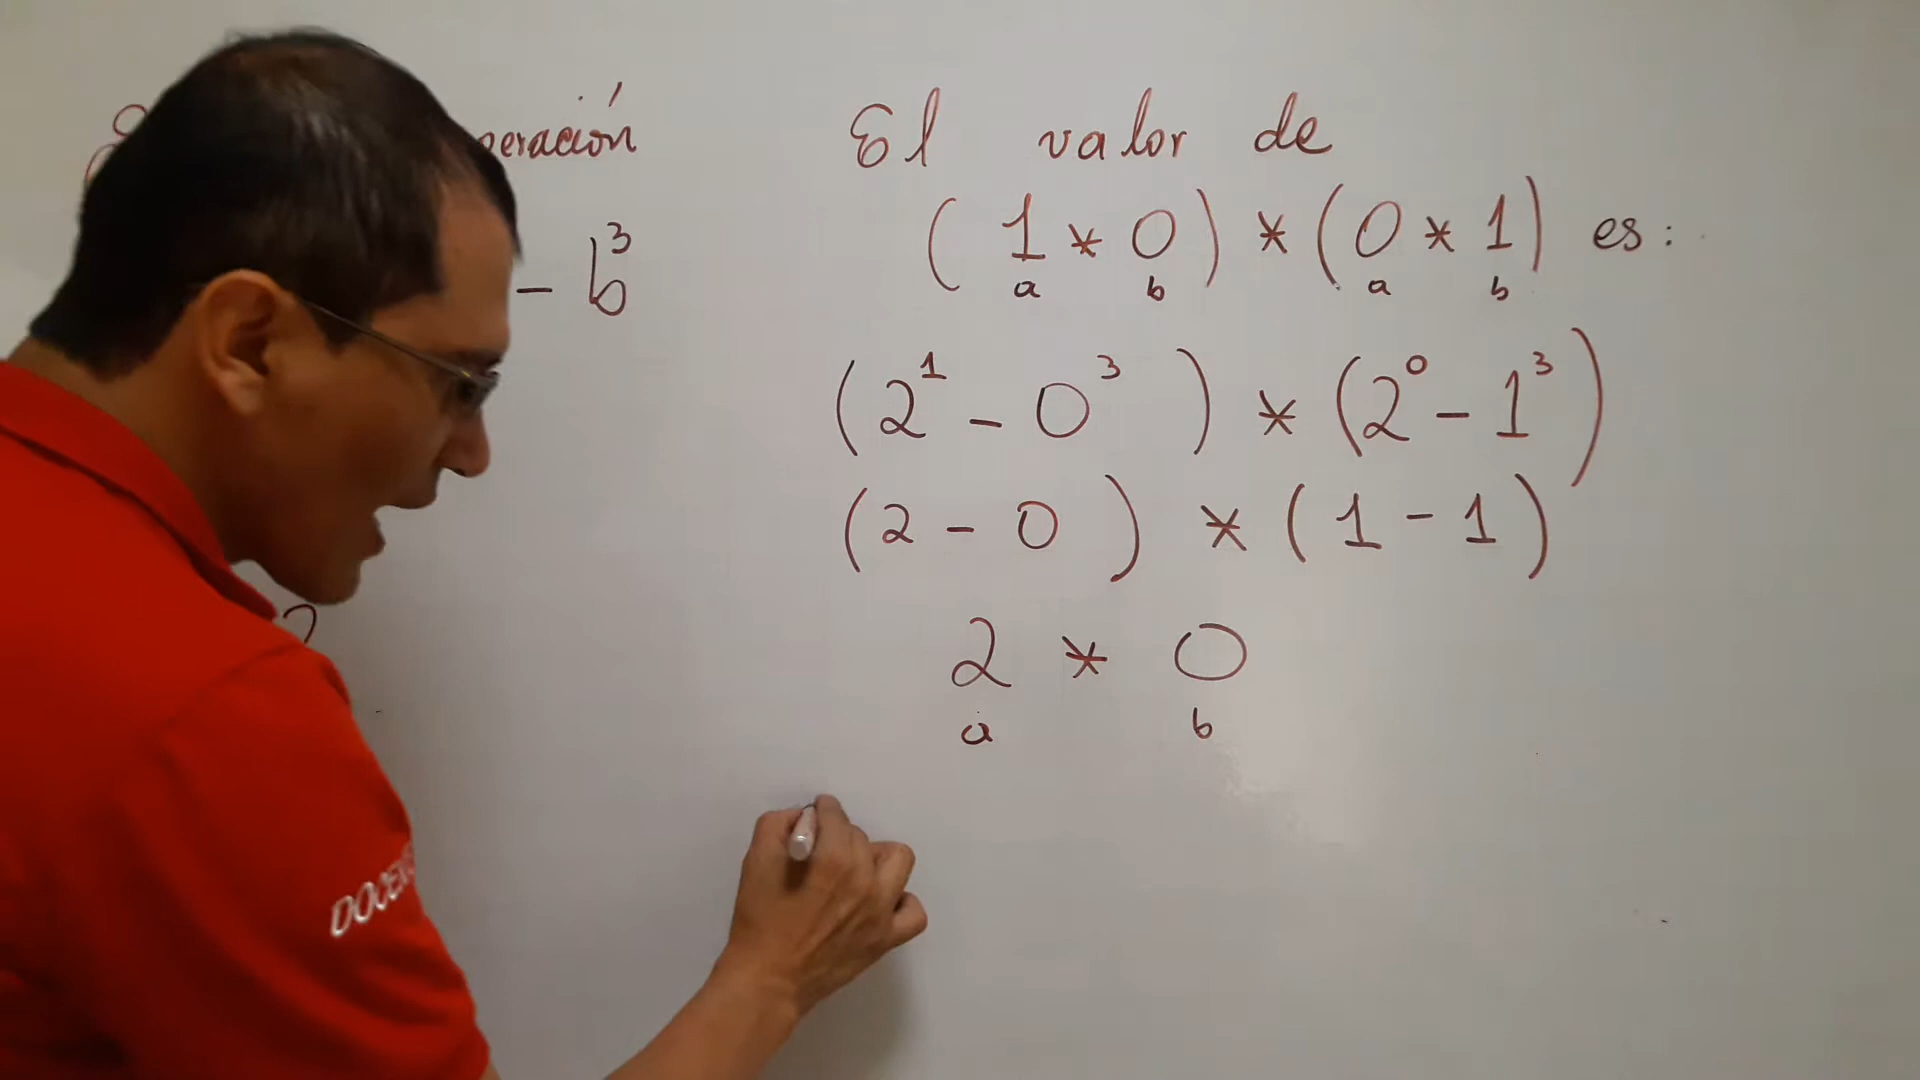 peración
- b³
El valor de
(1 * 0) * (0 * 1) es:
a b a b
(2¹ - 0³) * (2⁰ - 1³)
(2 - 0) * (1 - 1)
2 * 0
a b